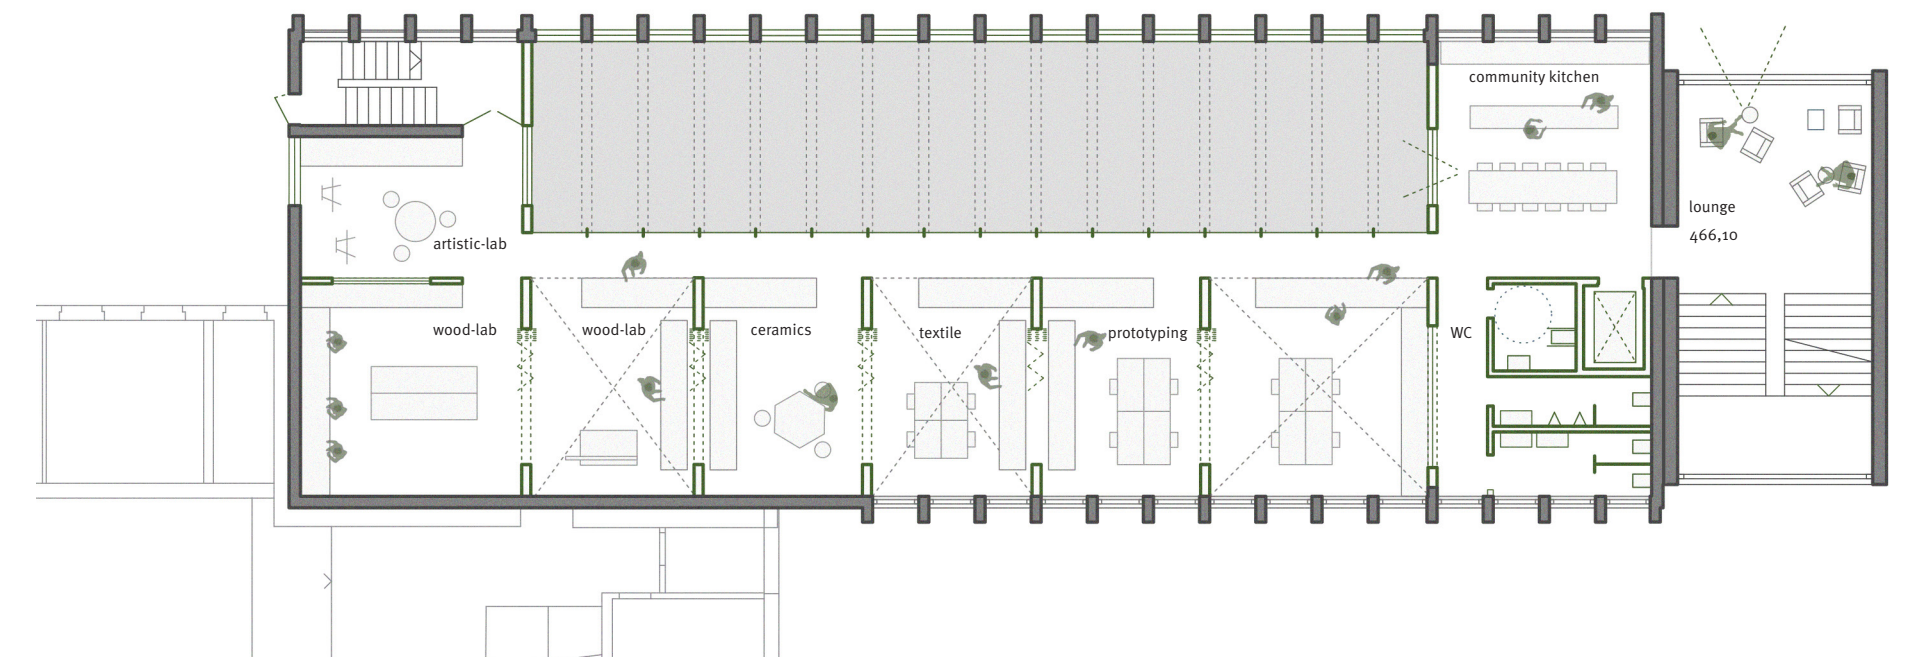 community kitchen
lounge
466,10
artistic-lab
wood-lab
wood-lab
ceramics
textile
prototyping
WC